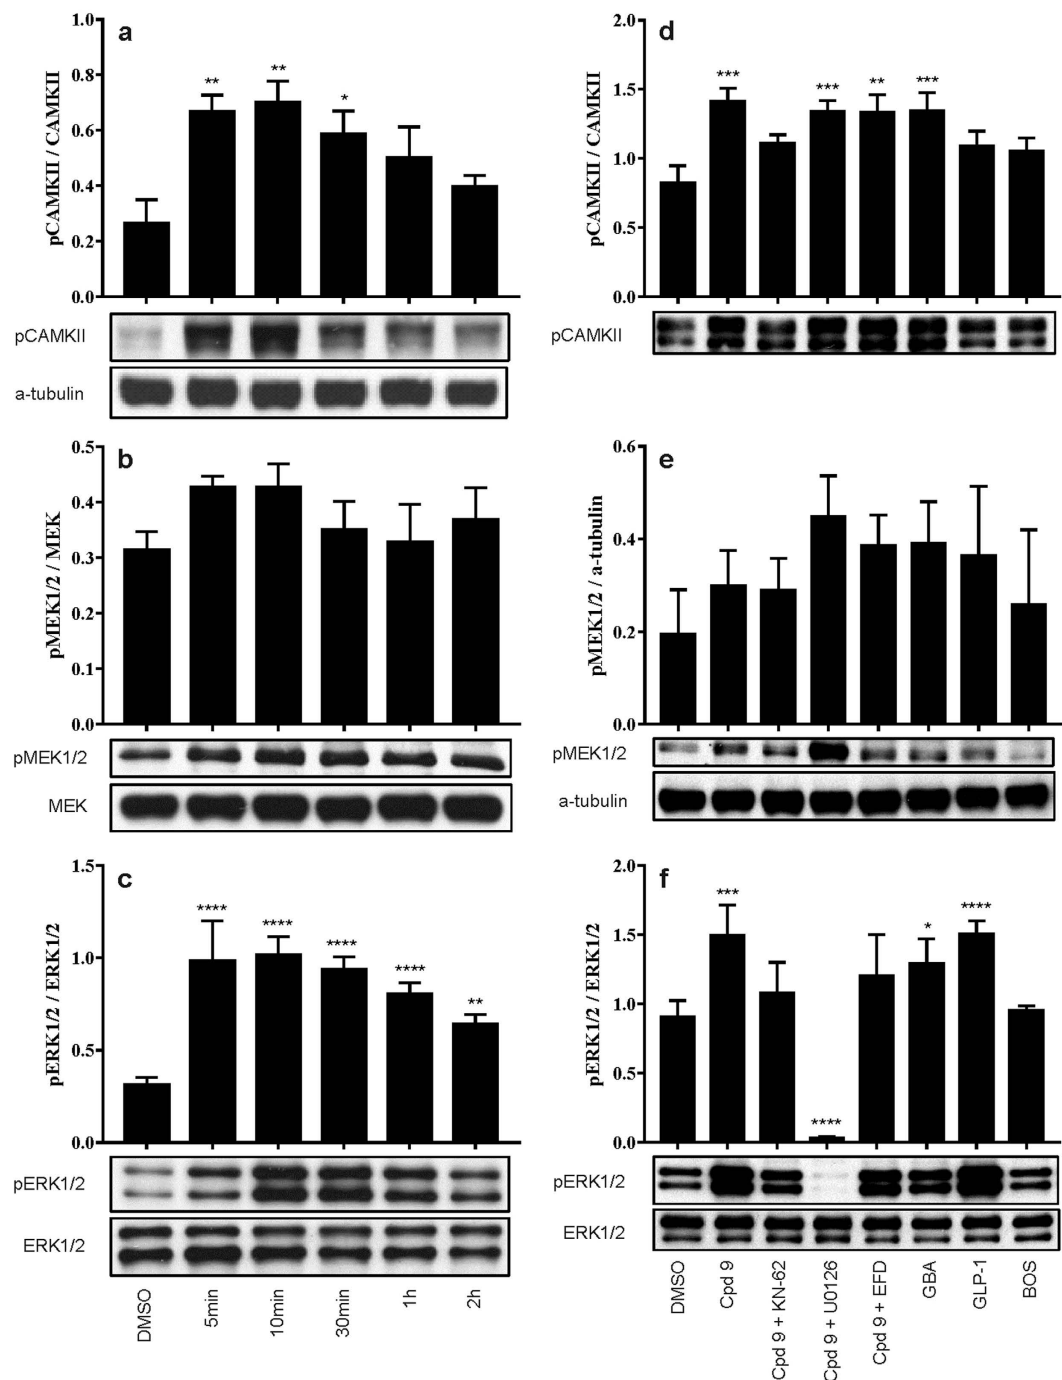 a
pCAMKII / CAMKII
1.0
0.8
0.6
0.4
0.2
0.0
** ** *
pCAMKII
a-tubulin
b
pMEK1/2 / MEK
0.5
0.4
0.3
0.2
0.1
0.0
pMEK1/2
MEK
c
pERK1/2 / ERK1/2
1.5
1.0
0.5
0.0
**** **** **** **** **
pERK1/2
ERK1/2
DMSO
5min
10min
30min
1h
2h
d
pCAMKII / CAMKII
2.0
1.5
1.0
0.5
0.0
*** *** ** ***
pCAMKII
e
pMEK1/2 / a-tubulin
0.6
0.4
0.2
0.0
pMEK1/2
a-tubulin
f
pERK1/2 / ERK1/2
2.0
1.5
1.0
0.5
0.0
*** **** * ****
pERK1/2
ERK1/2
DMSO
Cpd 9
Cpd 9 + KN-62
Cpd 9 + U0126
Cpd 9 + EFD
GBA
GLP-1
BOS